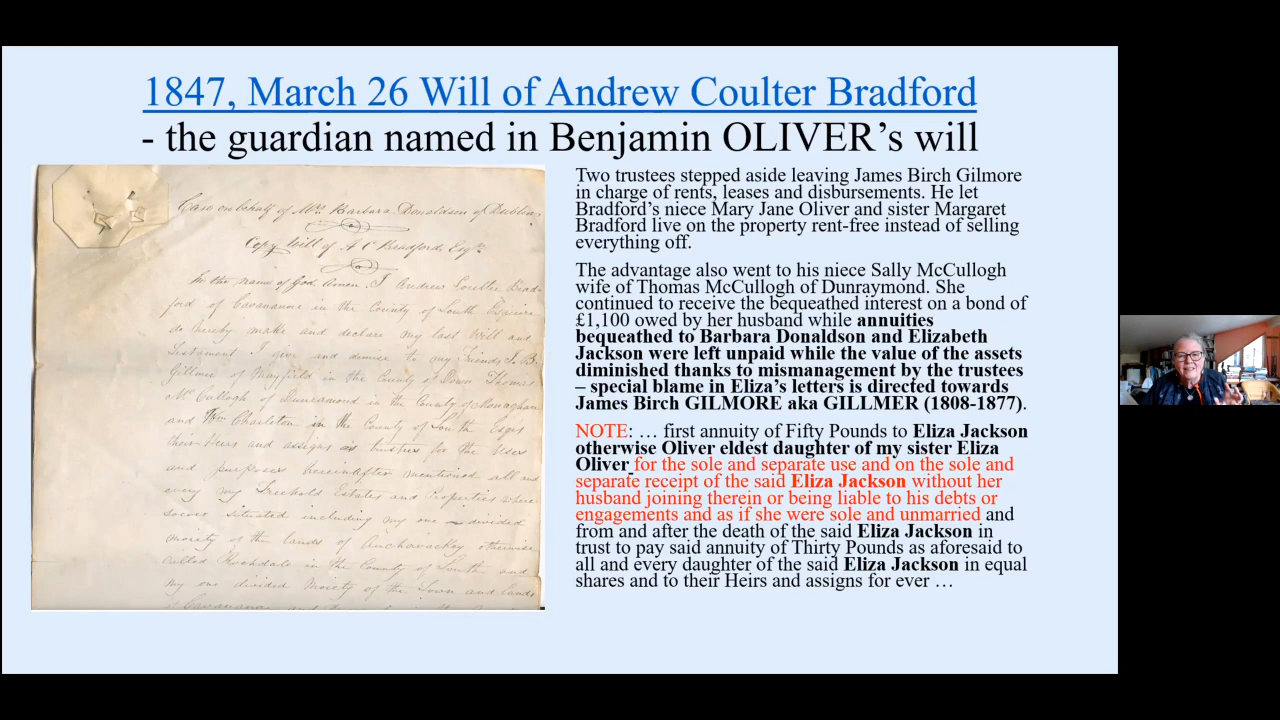 1847, March 26 Will of Andrew Coulter Bradford
- the guardian named in Benjamin OLIVER’s will
Case on behalf of Mrs. Barbara Donaldson of Dublin
Copy Will of A C Bradford Esqr
In the name of God Amen I Andrew Coulter Brad-
ford of Cavananore in the County of Louth Esquire
do hereby make and declare my last Will and
Testament I give and devise to my Friends J. B.
Gillmer of Mayfield in the County of Down Thomas
McCullogh of Dunraymond in the County of Monaghan
and Wm Charleton in the County of Louth Esqrs
their Heirs and assigns as trustees for the Uses
and purposes hereinafter mentioned all and
every my Freehold Estates and Properties where
soever situated including my one divided
moiety of the lands of otherwise
called Rochdale in the County of Louth and
my one divided Moiety of the Town and lands
Two trustees stepped aside leaving James Birch Gilmore
in charge of rents, leases and disbursements. He let
Bradford’s niece Mary Jane Oliver and sister Margaret
Bradford live on the property rent-free instead of selling
everything off.
The advantage also went to his niece Sally McCullogh
wife of Thomas McCullogh of Dunraymond. She
continued to receive the bequeathed interest on a bond of
£1,100 owed by her husband while annuities
bequeathed to Barbara Donaldson and Elizabeth
Jackson were left unpaid while the value of the assets
diminished thanks to mismanagement by the trustees
– special blame in Eliza’s letters is directed towards
James Birch GILMORE aka GILLMER (1808-1877).
NOTE: … first annuity of Fifty Pounds to Eliza Jackson
otherwise Oliver eldest daughter of my sister Eliza
Oliver for the sole and separate use and on the sole and
separate receipt of the said Eliza Jackson without her
husband joining therein or being liable to his debts or
engagements and as if she were sole and unmarried and
from and after the death of the said Eliza Jackson in
trust to pay said annuity of Thirty Pounds as aforesaid to
all and every daughter of the said Eliza Jackson in equal
shares and to their Heirs and assigns for ever …